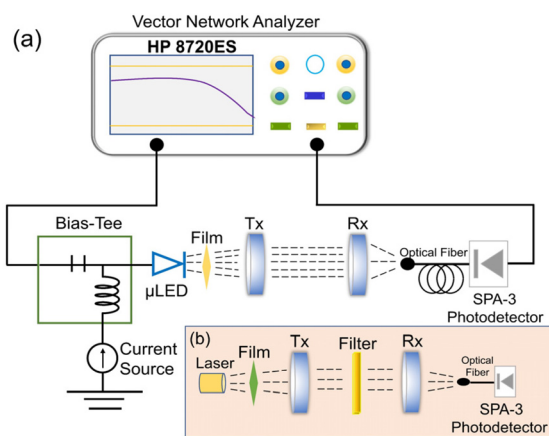 Vector Network Analyzer
(a)
HP 8720ES
Bias-Tee
Film
Tx
Rx
Optical Fiber
μLED
SPA-3
Photodetector
Current
Source
(b)
Laser
Film
Tx
Filter
Rx
Optical
Fiber
SPA-3
Photodetector